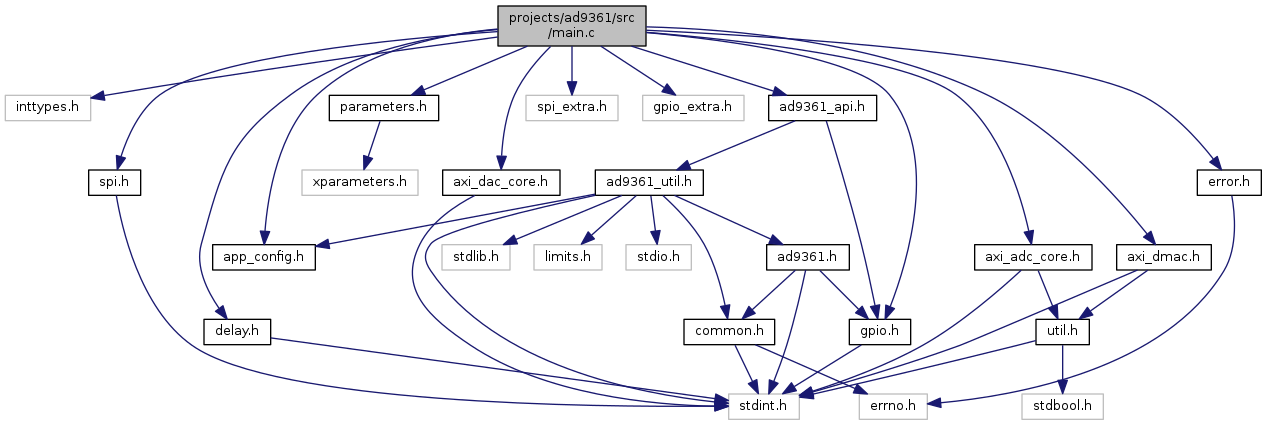 projects/ad9361/src
/main.c
inttypes.h
parameters.h
spi_extra.h
gpio_extra.h
ad9361_api.h
spi.h
xparameters.h
axi_dac_core.h
ad9361_util.h
error.h
app_config.h
stdlib.h
limits.h
stdio.h
ad9361.h
axi_adc_core.h
axi_dmac.h
delay.h
common.h
gpio.h
util.h
stdint.h
errno.h
stdbool.h